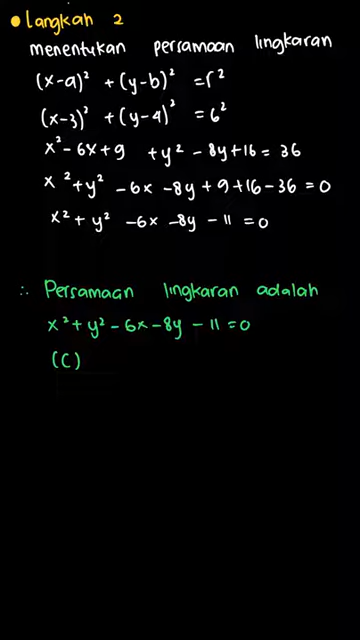 • Langkah 2
menentukan persamaan lingkaran
(x-a)² + (y-b)² = r²
(x-3)² + (y-4)² = 6²
x² - 6x + 9 + y² - 8y + 16 = 36
x² + y² - 6x - 8y + 9 + 16 - 36 = 0
x² + y² - 6x - 8y - 11 = 0
∴ Persamaan lingkaran adalah
x² + y² - 6x - 8y - 11 = 0
(C)